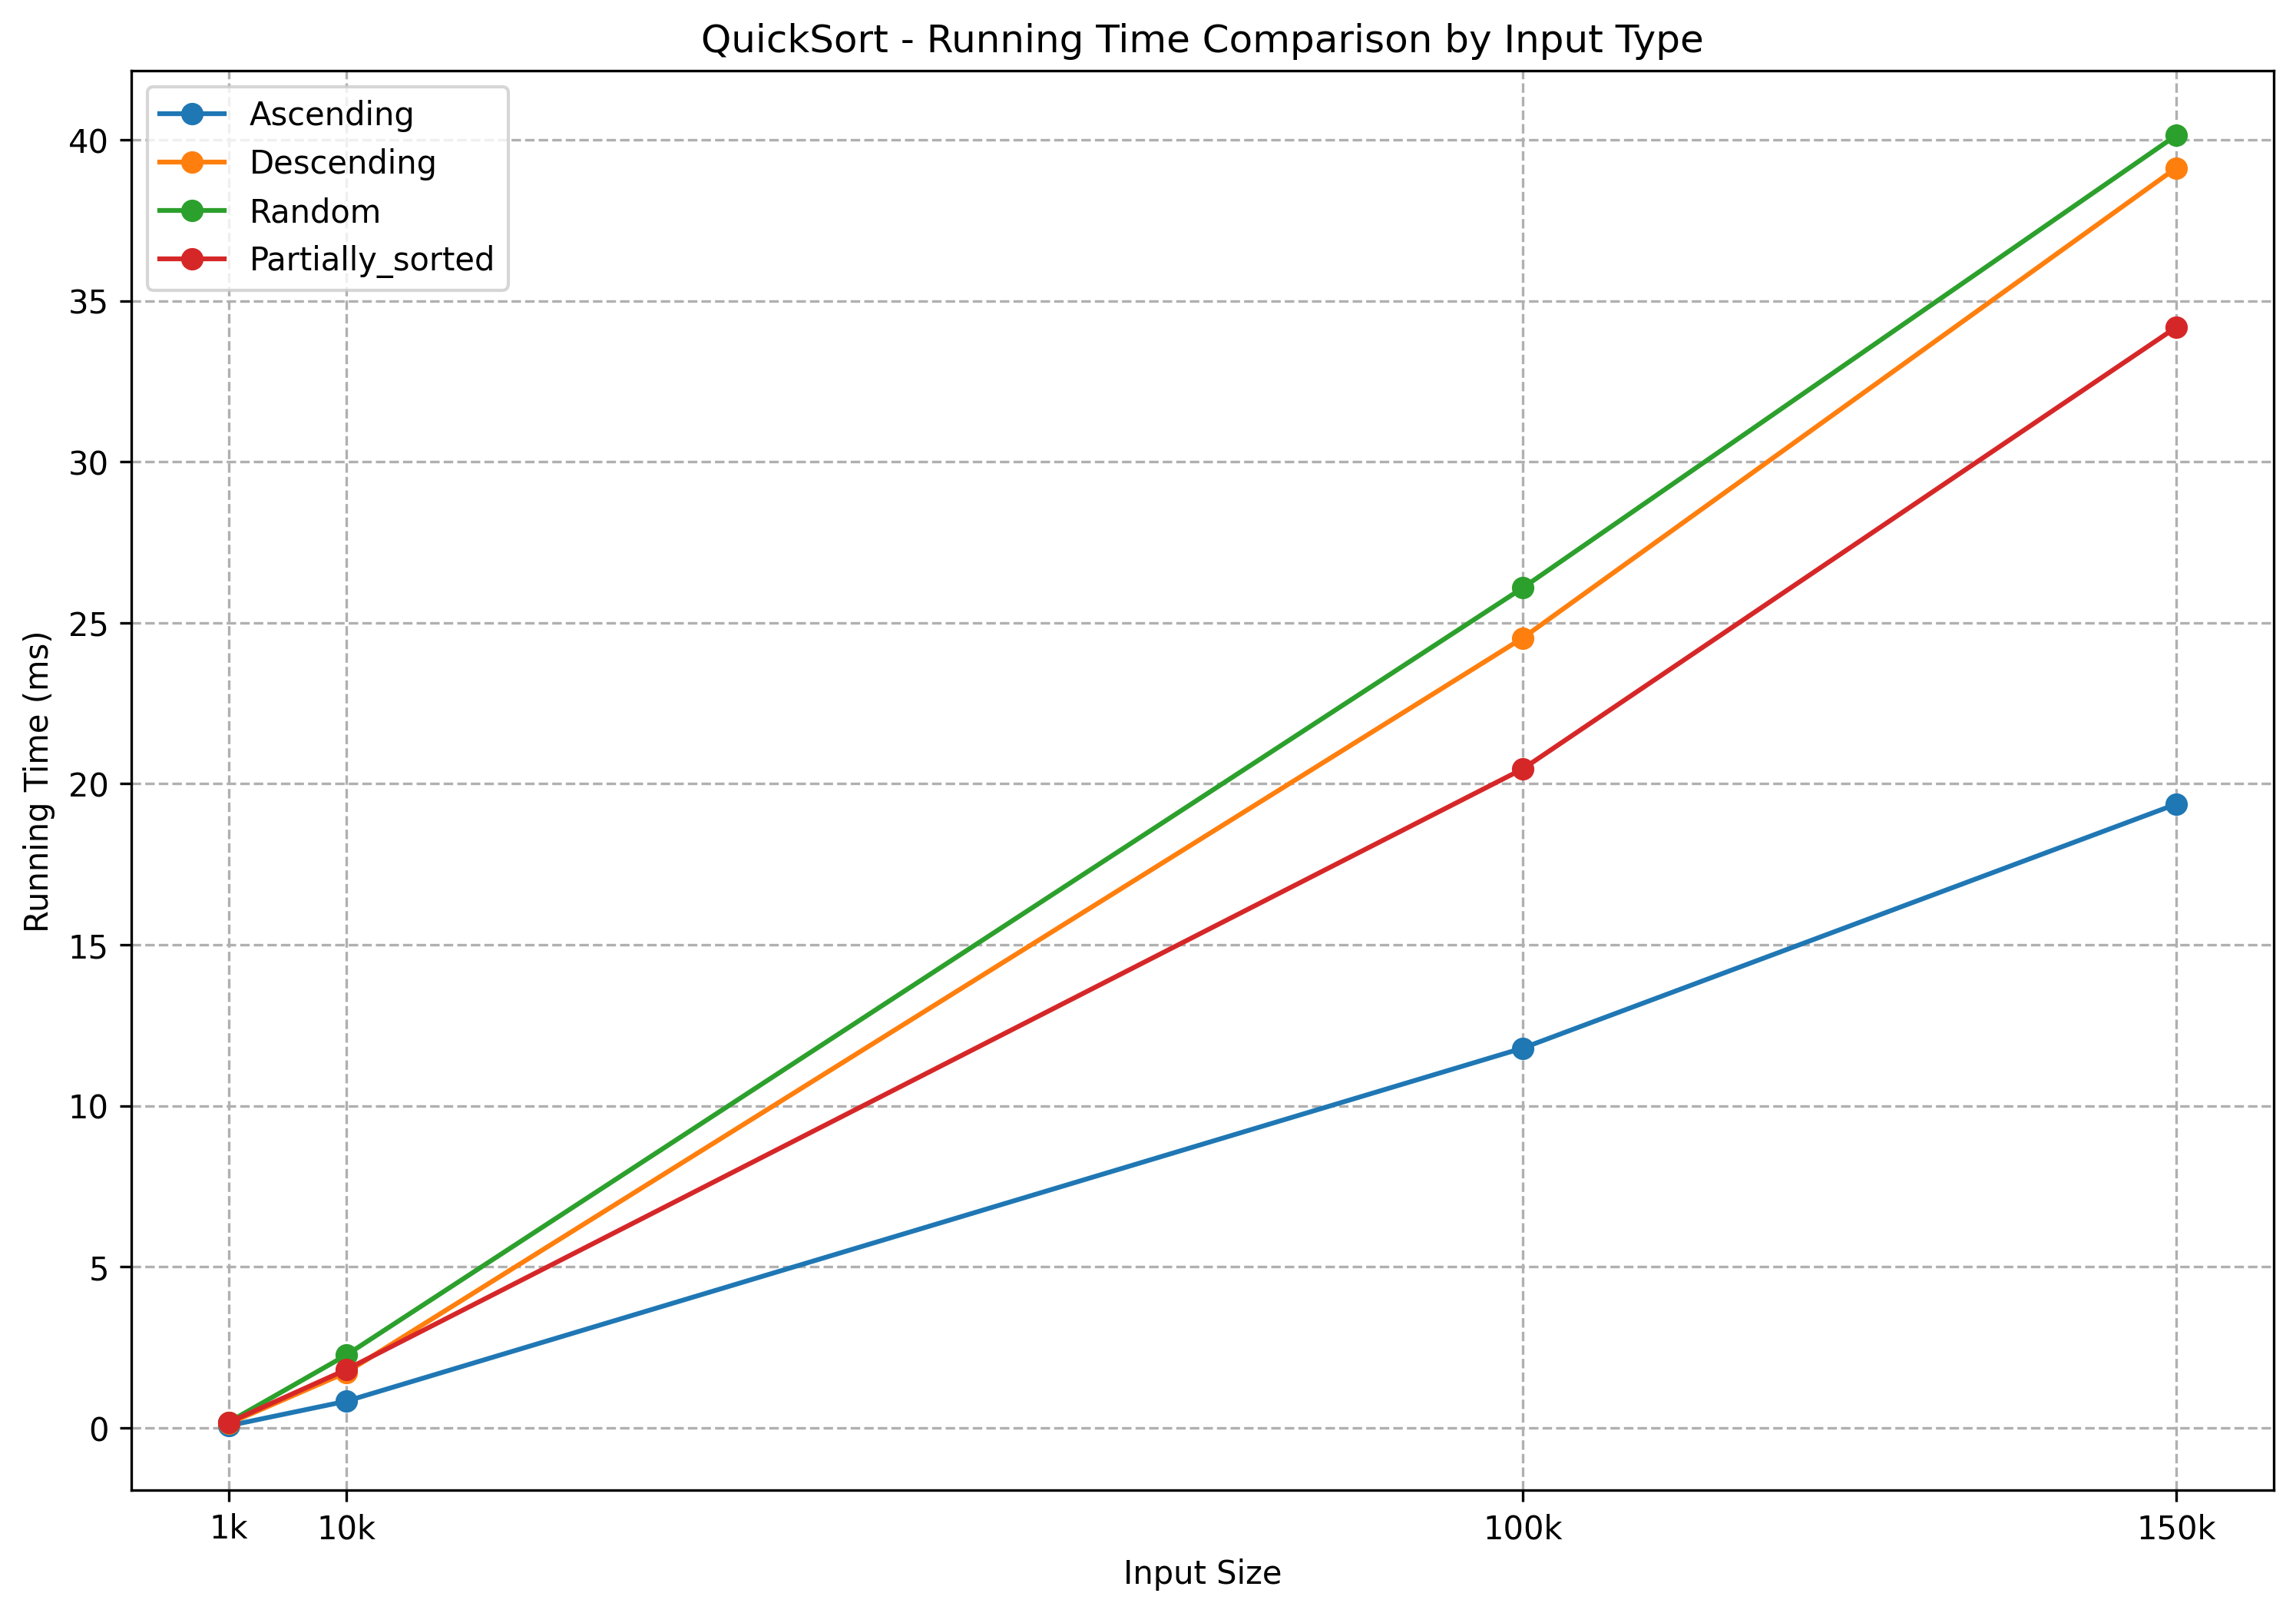 QuickSort - Running Time Comparison by Input Type
Ascending
Descending
Random
Partially_sorted
Running Time (ms)
40
35
30
25
20
15
10
5
0
1k
10k
100k
150k
Input Size